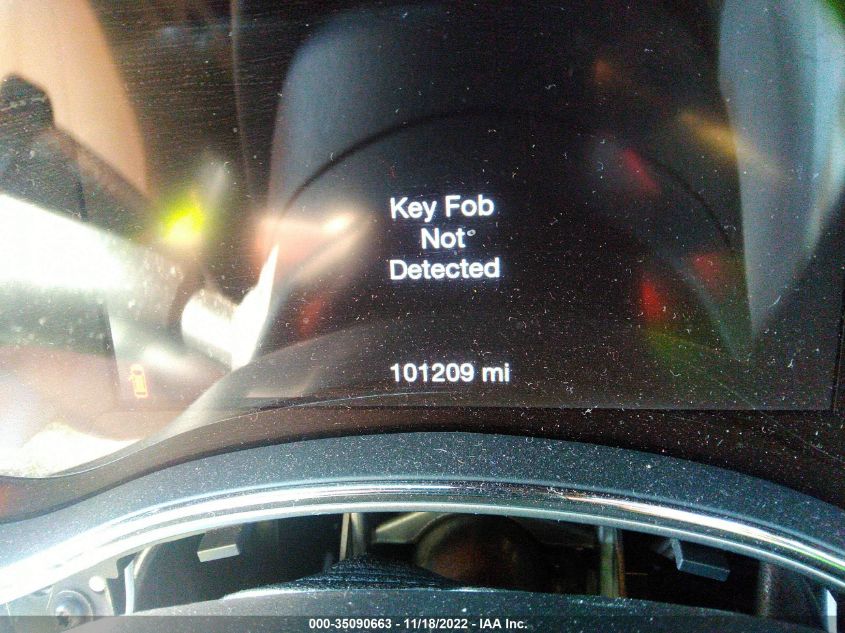 Key Fob
Not
Detected
101209 mi
000-35090663 - 11/18/2022 - IAA Inc.